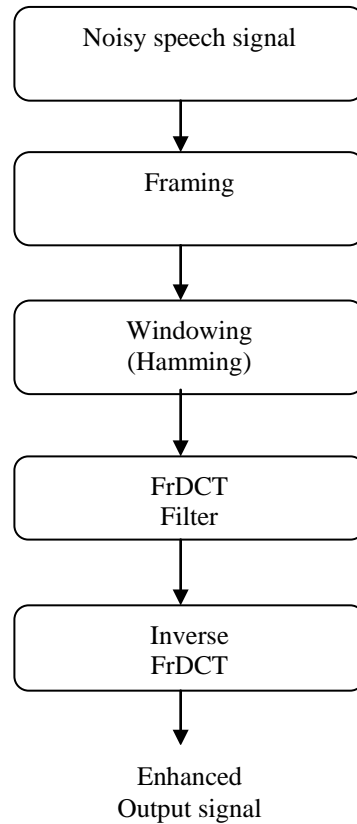 Noisy speech signal
Framing
Windowing
(Hamming)
FrDCT
Filter
Inverse
FrDCT
Enhanced
Output signal